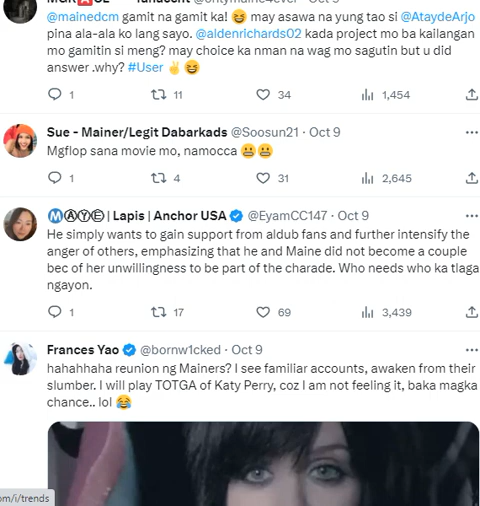 @onlymaine4ever · Oct 9
@mainedcm gamit na gamit ka! 😆 may asawa na yung tao si @AtaydeArjo
pina ala-ala ko lang sayo. @aldenrichards02 kada project mo ba kailangan
mo gamitin si meng? may choice ka nman na wag mo sagutin but u did
answer .why? #User ✌️😆
1 11 34 1,454
Sue - Mainer/Legit Dabarkads @Soosun21 · Oct 9
Mgflop sana movie mo, namocca 😬😬
1 4 31 2,645
ⓂⒶⓎⒺ | Lapis | Anchor USA @EyamCC147 · Oct 9
He simply wants to gain support from aldub fans and further intensify the
anger of others, emphasizing that he and Maine did not become a couple
bec of her unwillingness to be part of the charade. Who needs who ka tlaga
ngayon.
1 17 69 3,439
Frances Yao @bornw1cked · Oct 9
hahahhaha reunion ng Mainers? I see familiar accounts, awaken from their
slumber. I will play TOTGA of Katy Perry, coz I am not feeling it, baka magka
chance.. lol 😂
om/i/trends